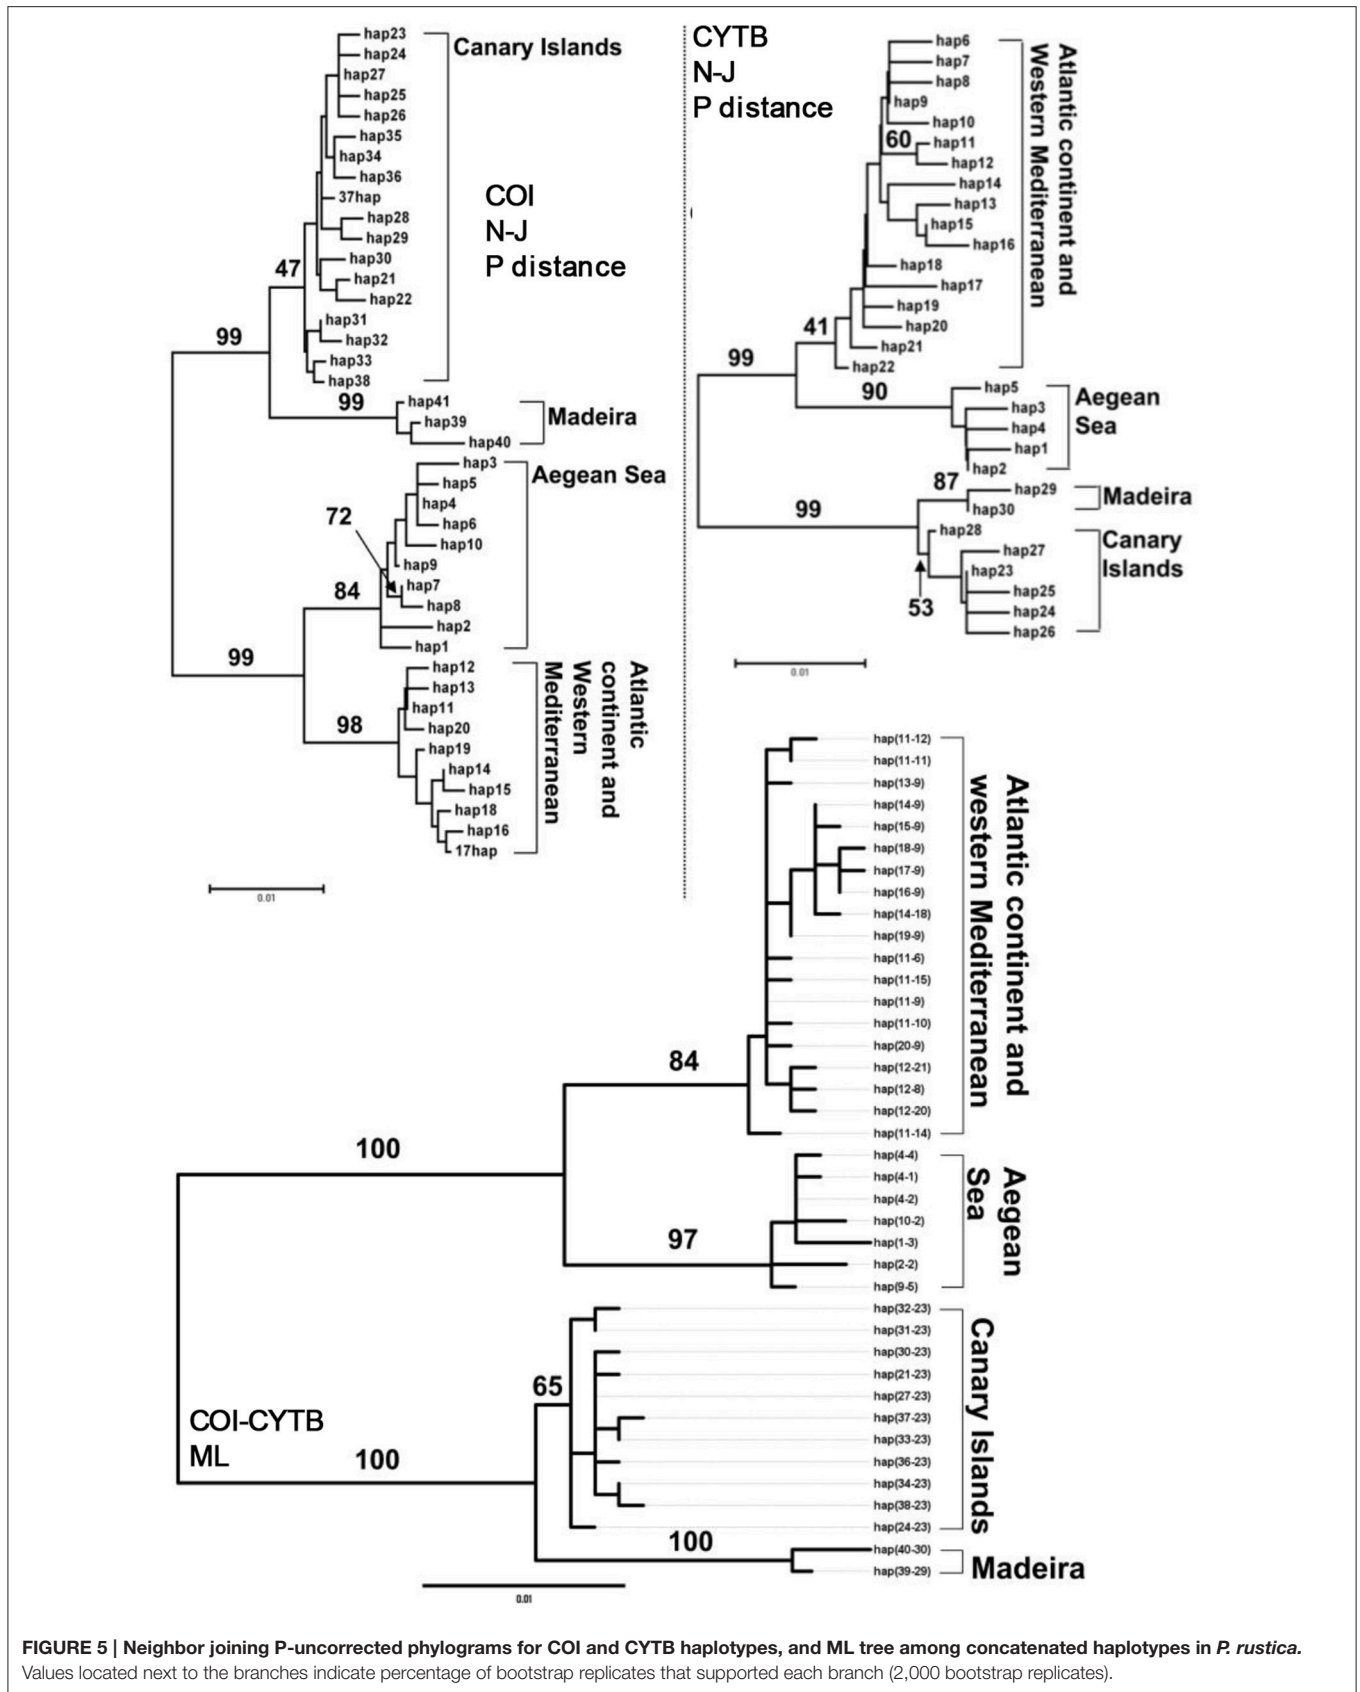 hap23
hap24
hap27
hap25
hap26
hap35
hap34
hap36
37hap
hap28
hap29
hap30
hap21
hap22
hap31
hap32
hap33
hap38
hap41
hap39
hap40
hap3
hap5
hap4
hap6
hap10
hap9
hap7
hap8
hap2
hap1
hap12
hap13
hap11
hap20
hap19
hap14
hap15
hap18
hap16
17hap
47
99
99
72
84
99
98
Canary Islands
Madeira
Aegean Sea
Atlantic
continent and
Western
Mediterranean
COI
N-J
P distance
0.01
CYTB
N-J
P distance
hap6
hap7
hap8
hap9
hap10
hap11
hap12
hap14
hap13
hap15
hap16
hap18
hap17
hap19
hap20
hap21
hap22
hap5
hap3
hap4
hap1
hap2
hap29
hap30
hap28
hap27
hap23
hap25
hap24
hap26
60
41
99
90
87
99
53
Atlantic continent and
Western Mediterranean
Aegean
Sea
Madeira
Canary
Islands
0.01
hap(11-12)
hap(11-11)
hap(13-9)
hap(14-9)
hap(15-9)
hap(18-9)
hap(17-9)
hap(16-9)
hap(14-18)
hap(19-9)
hap(11-6)
hap(11-15)
hap(11-9)
hap(11-10)
hap(20-9)
hap(12-21)
hap(12-8)
hap(12-20)
hap(11-14)
hap(4-4)
hap(4-1)
hap(4-2)
hap(10-2)
hap(1-3)
hap(2-2)
hap(9-5)
hap(32-23)
hap(31-23)
hap(30-23)
hap(21-23)
hap(27-23)
hap(37-23)
hap(33-23)
hap(36-23)
hap(34-23)
hap(38-23)
hap(24-23)
hap(40-30)
hap(39-29)
84
100
97
65
100
100
Atlantic continent and
western Mediterranean
Aegean
Sea
Canary Islands
Madeira
COI-CYTB
ML
0.01
FIGURE 5 | Neighbor joining P-uncorrected phylograms for COI and CYTB haplotypes, and ML tree among concatenated haplotypes in P. rustica.
Values located next to the branches indicate percentage of bootstrap replicates that supported each branch (2,000 bootstrap replicates).